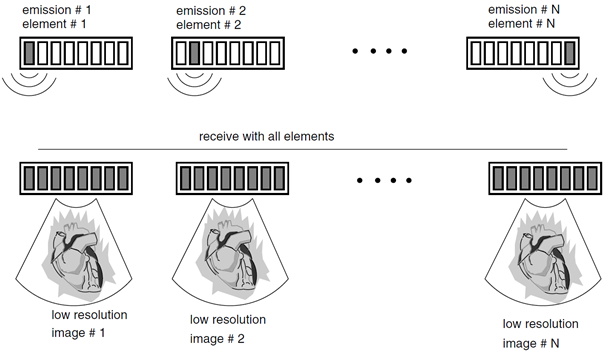 emission # 1
element # 1
emission # 2
element # 2
emission # N
element # N
receive with all elements
low resolution
image # 1
low resolution
image # 2
low resolution
image # N